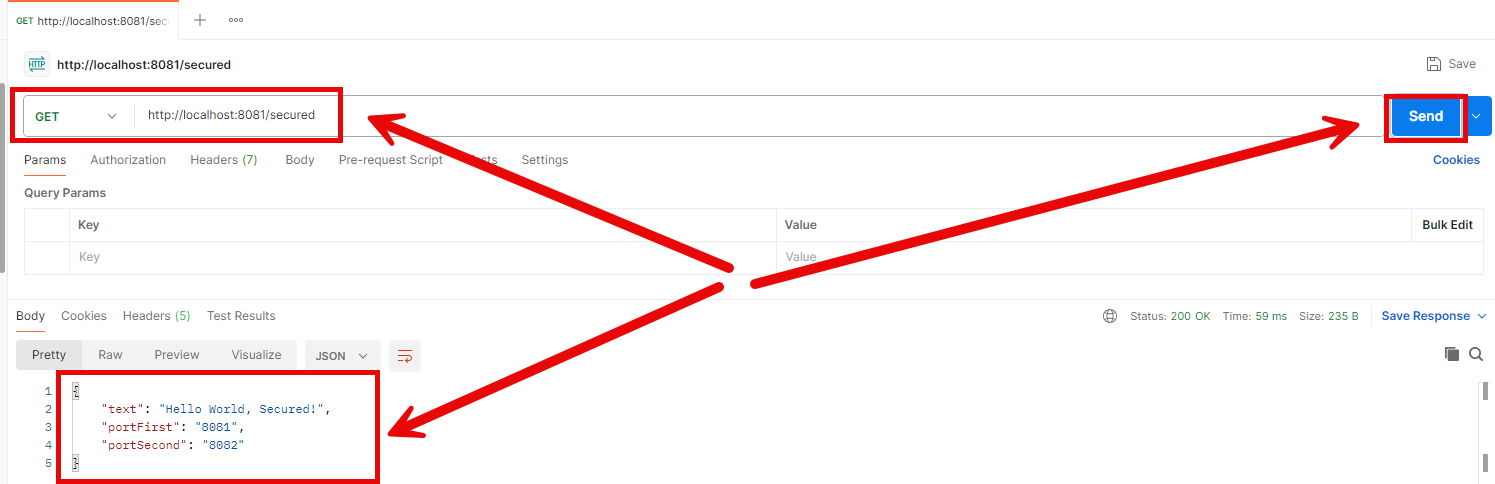 GET http://localhost:8081/sec
HTTP http://localhost:8081/secured Save
GET http://localhost:8081/secured Send
Params Authorization Headers (7) Body Pre-request Script Settings Cookies
Query Params
Key Value Bulk Edit
Key Value
Body Cookies Headers (5) Test Results Status: 200 OK Time: 59 ms Size: 235 B Save Response
Pretty Raw Preview Visualize JSON
1 {
2 "text": "Hello World, Secured!",
3 "portFirst": "8081",
4 "portSecond": "8082"
5 }